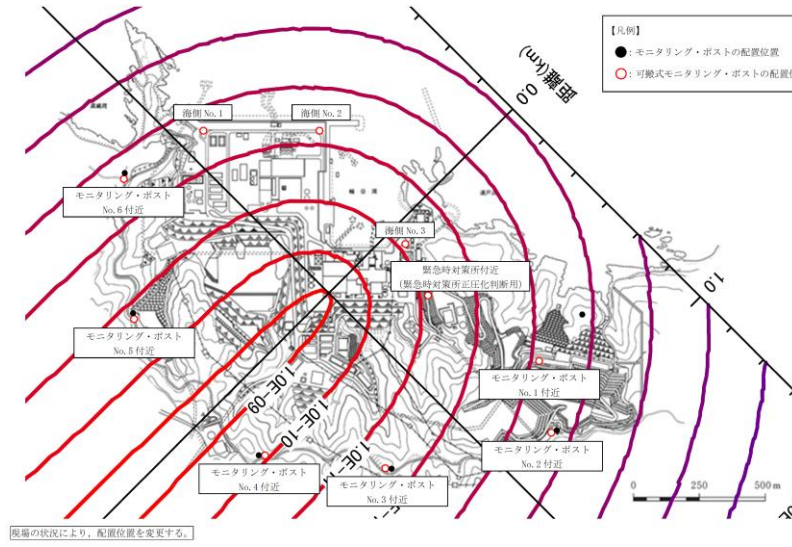 【凡例】
●:モニタリング・ポストの配置位置
○:可搬式モニタリング・ポストの配置位
距離(km)
0.0
1.0
海側No.1
海側No.2
輪谷湾
モニタリング・ポスト
No.6付近
海側No.3
緊急時対策所付近
(緊急時対策所正圧化判断用)
モニタリング・ポスト
No.5付近
モニタリング・ポスト
No.1付近
1.0E-09
1.0E-10
モニタリング・ポスト
No.2付近
モニタリング・ポスト
No.4付近
モニタリング・ポスト
No.3付近
0
250
500 m
現場の状況により,配置位置を変更する。